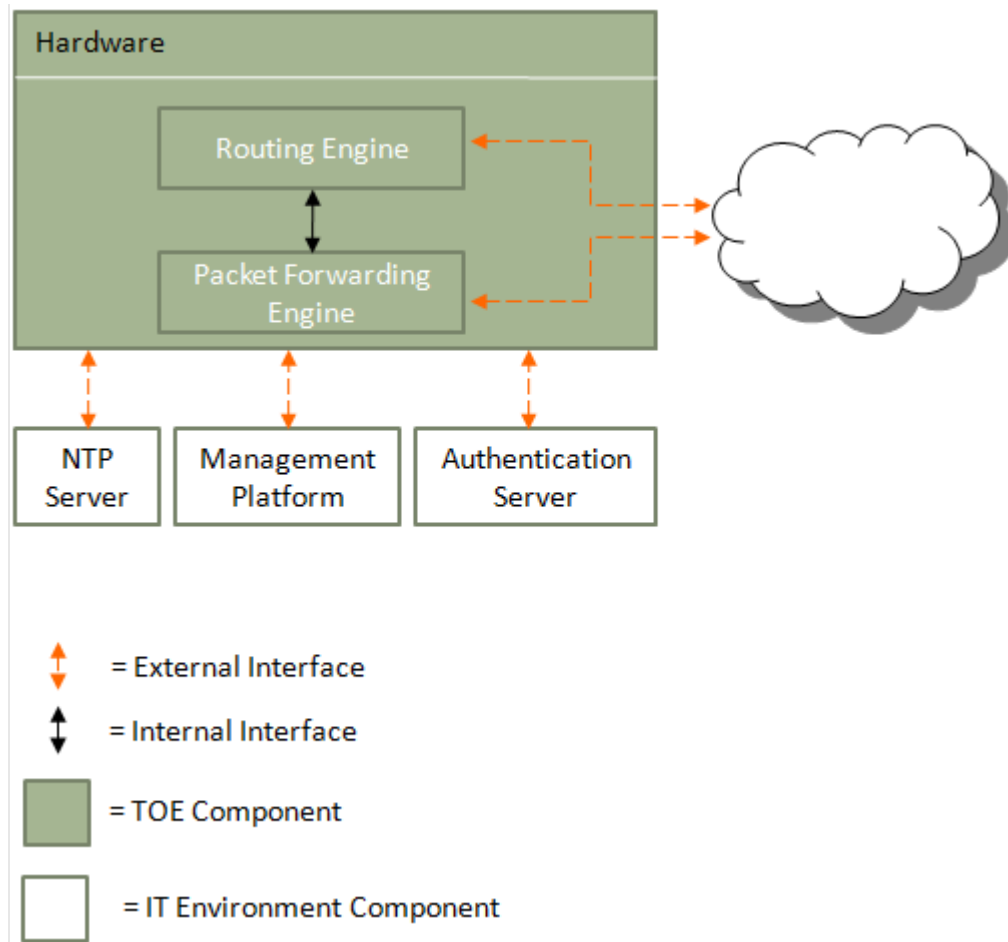 Hardware
Routing Engine
Packet Forwarding
Engine
NTP
Server
Management
Platform
Authentication
Server
= External Interface
= Internal Interface
= TOE Component
= IT Environment Component